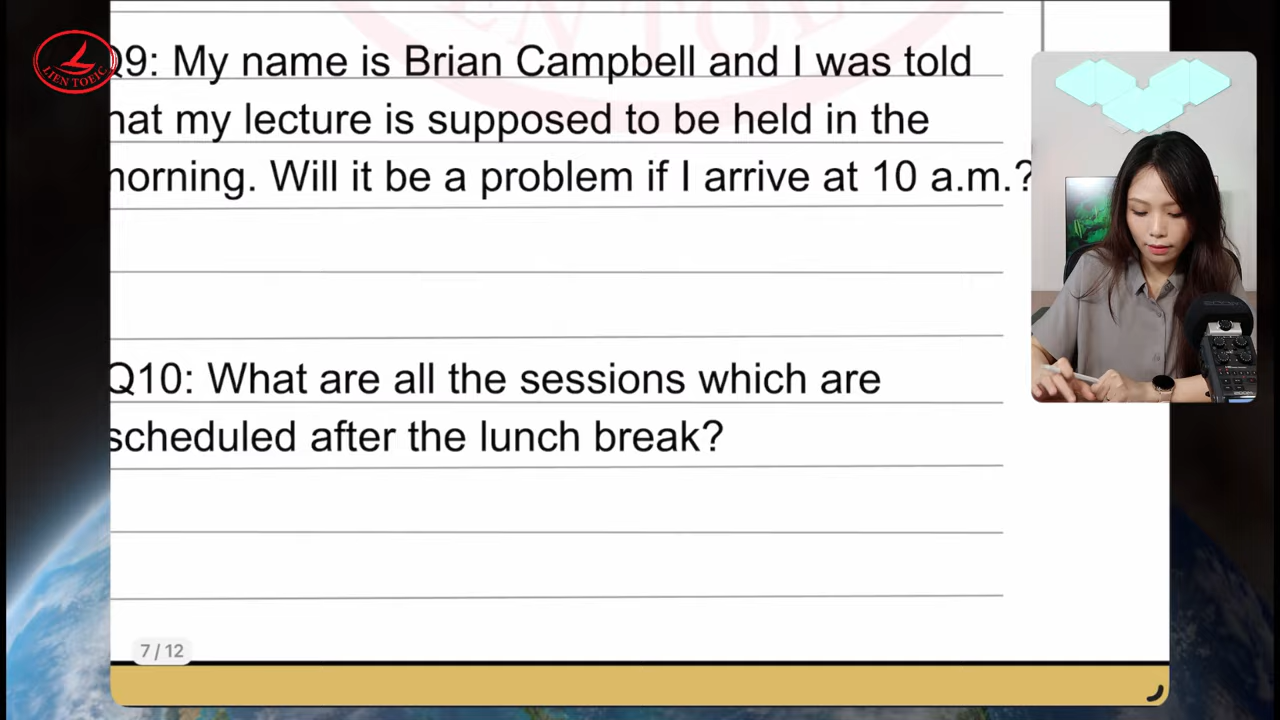 LIEN TOEIC
Q9: My name is Brian Campbell and I was told
hat my lecture is supposed to be held in the
morning. Will it be a problem if I arrive at 10 a.m.?
Q10: What are all the sessions which are
scheduled after the lunch break?
7 / 12